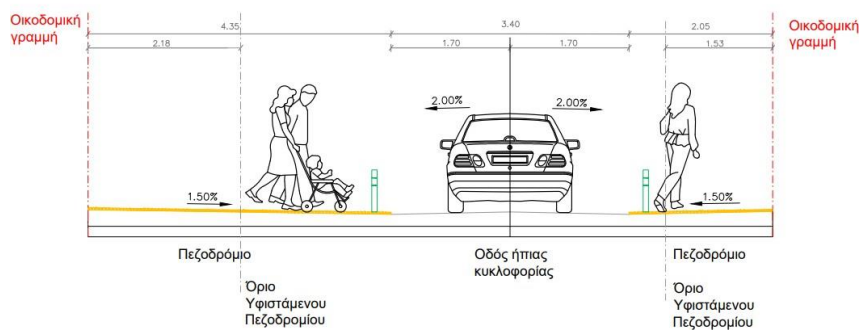 Οικοδομική
γραμμή
4.35
3.40
2.05
Οικοδομική
γραμμή
2.18
1.70
1.70
1.53
2.00%
2.00%
1.50%
1.50%
Πεζοδρόμιο
Οδός ήπιας
κυκλοφορίας
Πεζοδρόμιο
Όριο
Υφιστάμενου
Πεζοδρομίου
Όριο
Υφιστάμενου
Πεζοδρομίου